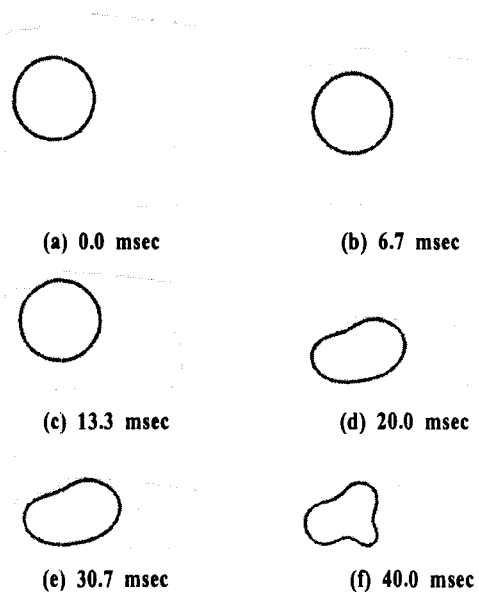 (a) 0.0 msec
(b) 6.7 msec
(c) 13.3 msec
(d) 20.0 msec
(e) 30.7 msec
(f) 40.0 msec